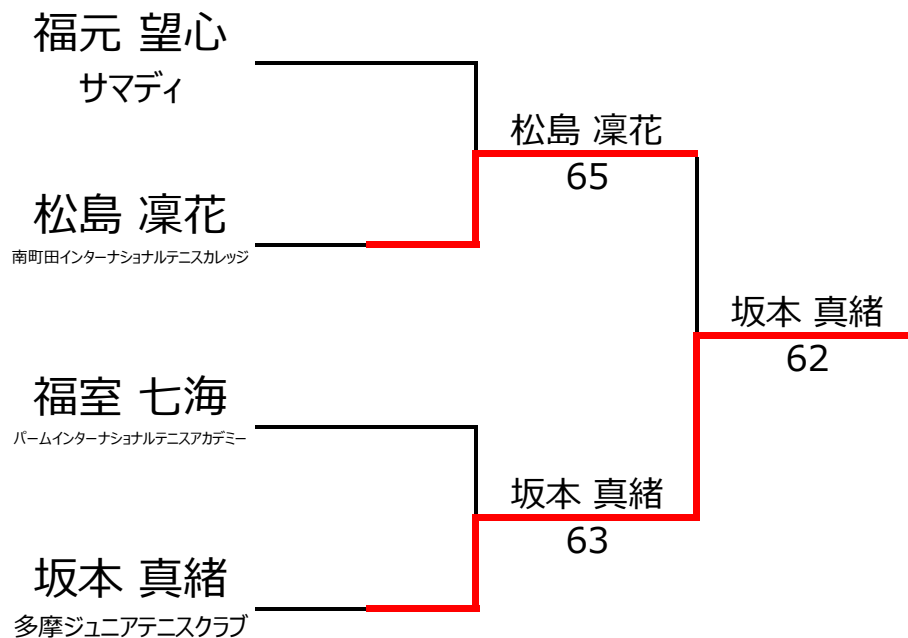 福元 望心
サマディ
松島 凜花
65
松島 凜花
南町田インターナショナルテニスカレッジ
坂本 真緒
62
福室 七海
パームインターナショナルテニスアカデミー
坂本 真緒
63
坂本 真緒
多摩ジュニアテニスクラブ